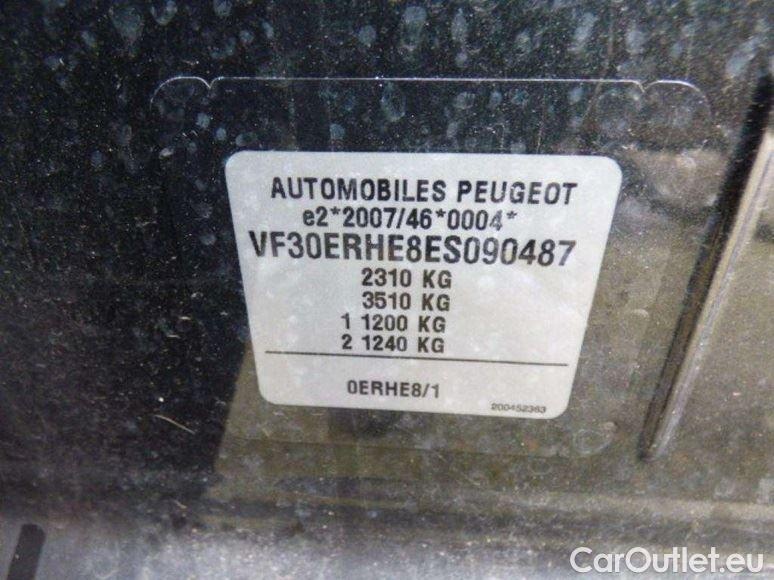 AUTOMOBILES PEUGEOT
e2*2007/46*0004*
VF30ERHE8ES090487
2310 KG
3510 KG
1 1200 KG
2 1240 KG
0ERHE8/1
200452363
CarOutlet.eu